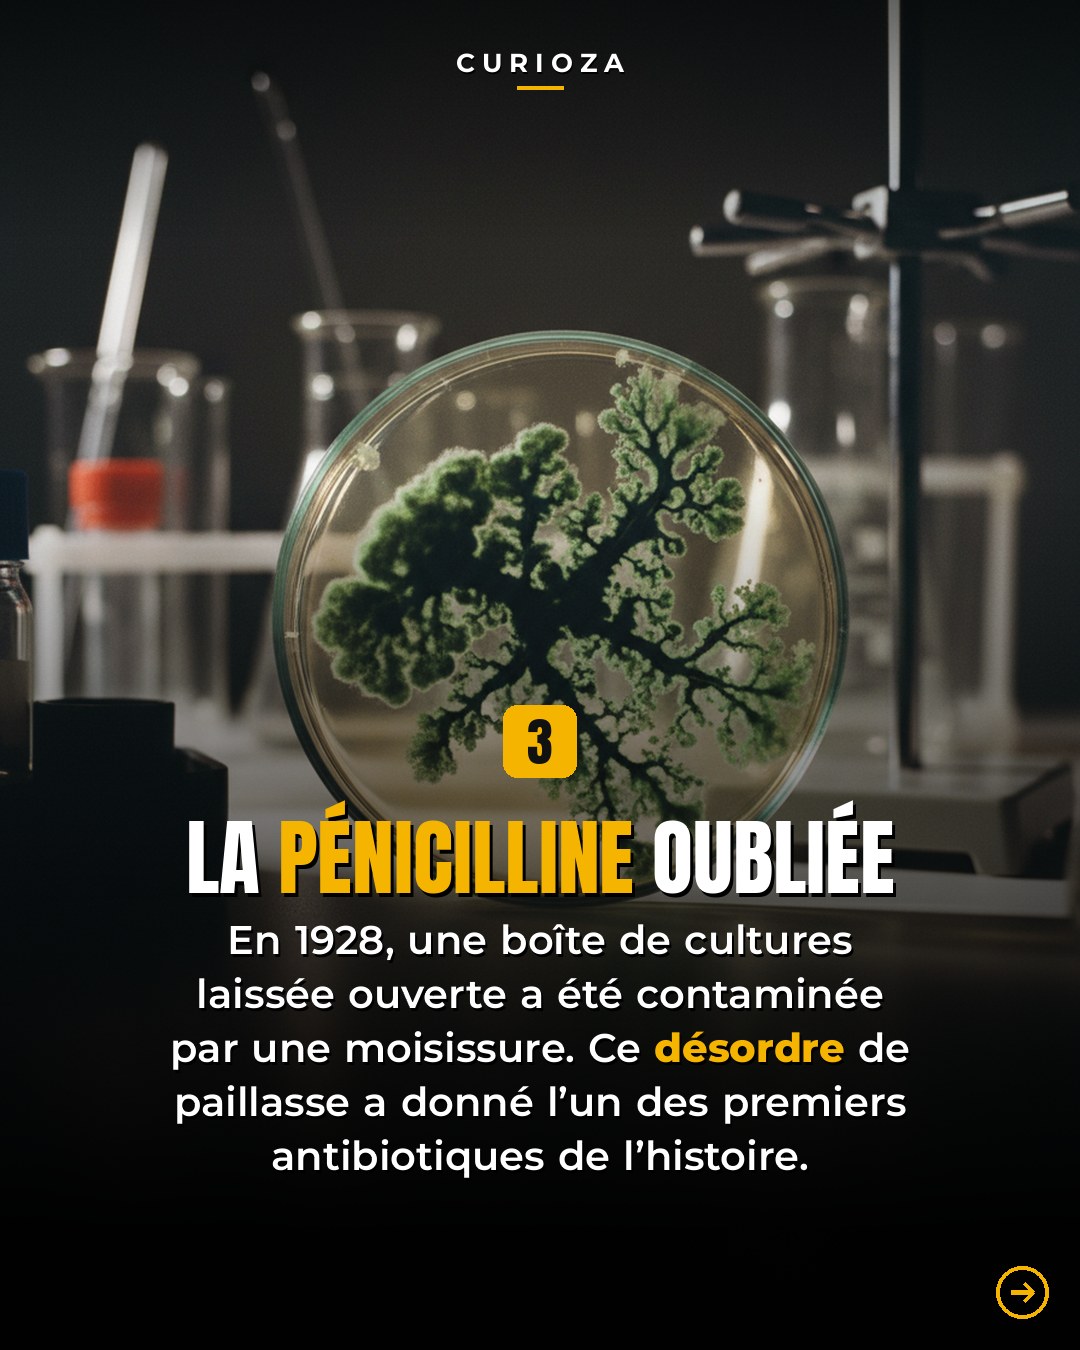 CURIOZA
3
LA PÉNICILLINE OUBLIÉE
En 1928, une boîte de cultures
laissée ouverte a été contaminée
par une moisissure. Ce désordre de
paillasse a donné l’un des premiers
antibiotiques de l’histoire.